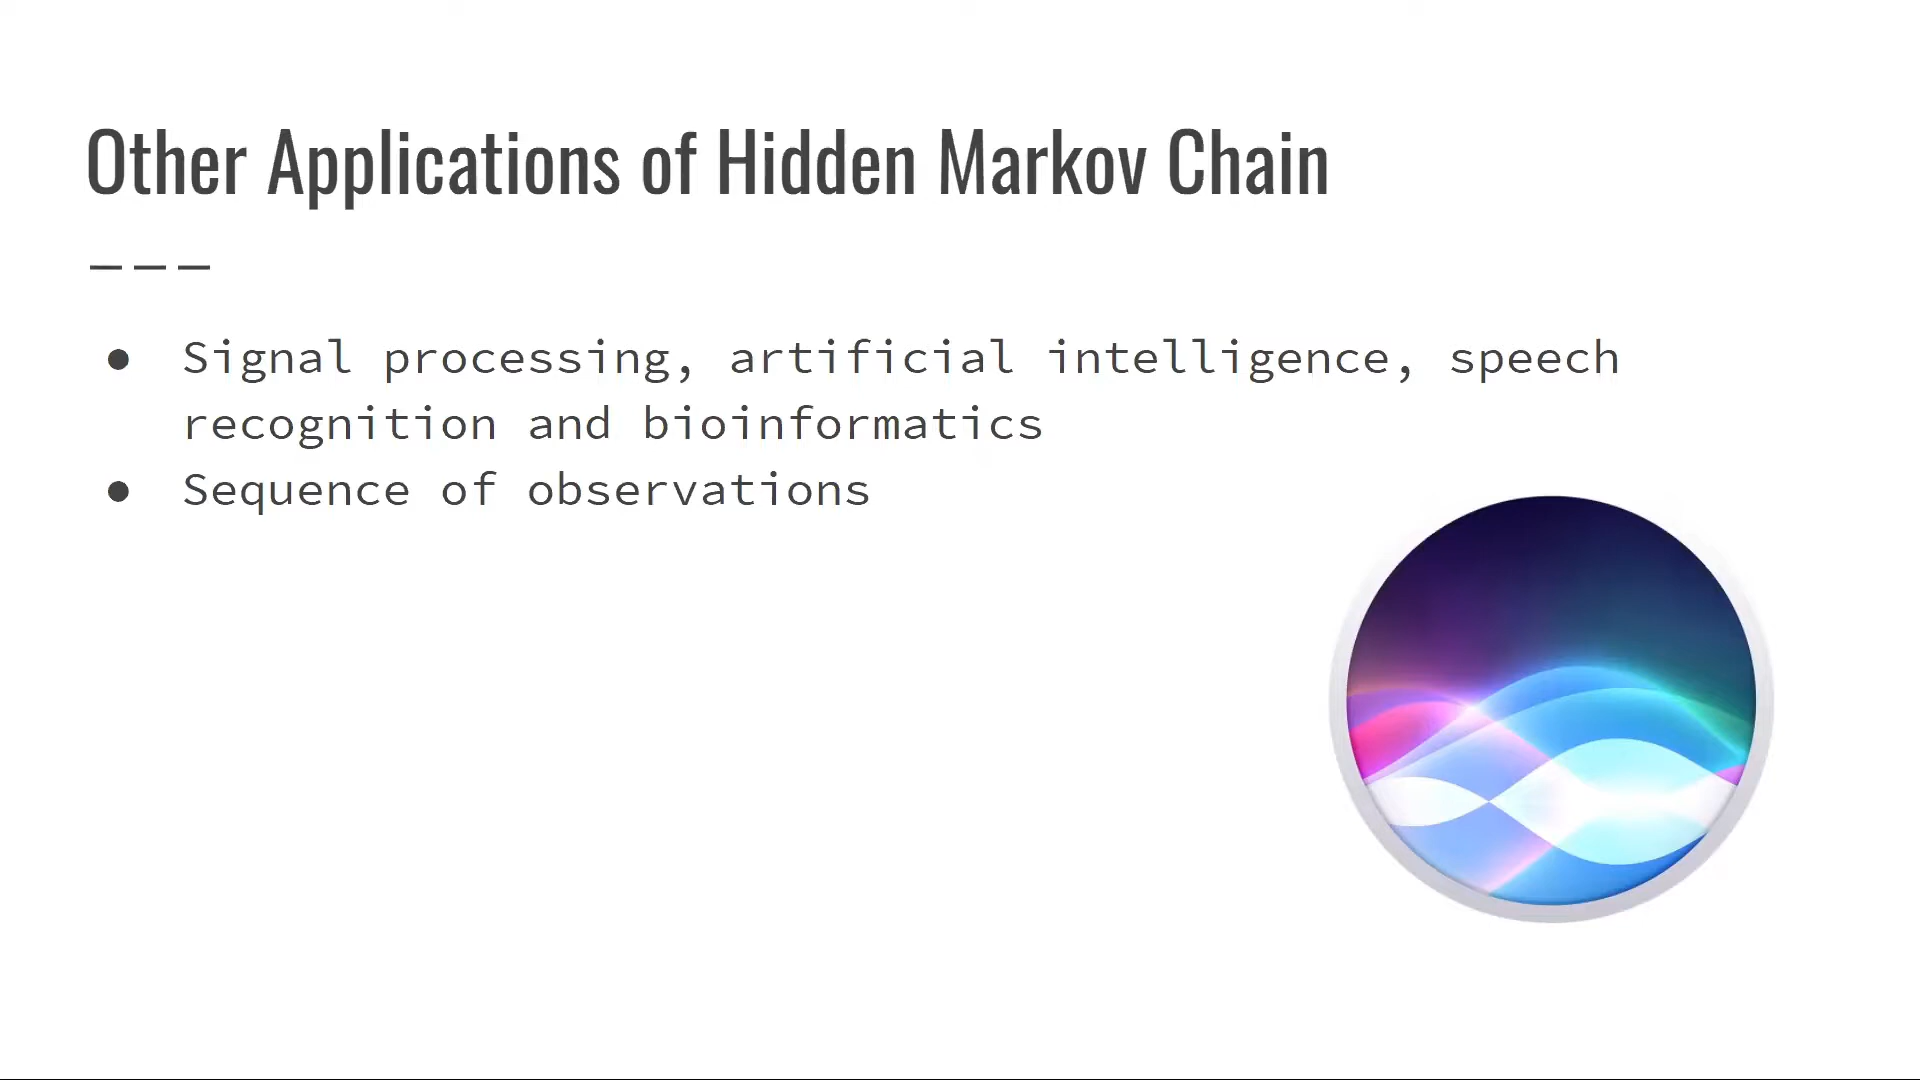 Other Applications of Hidden Markov Chain
● Signal processing, artificial intelligence, speech
recognition and bioinformatics
● Sequence of observations